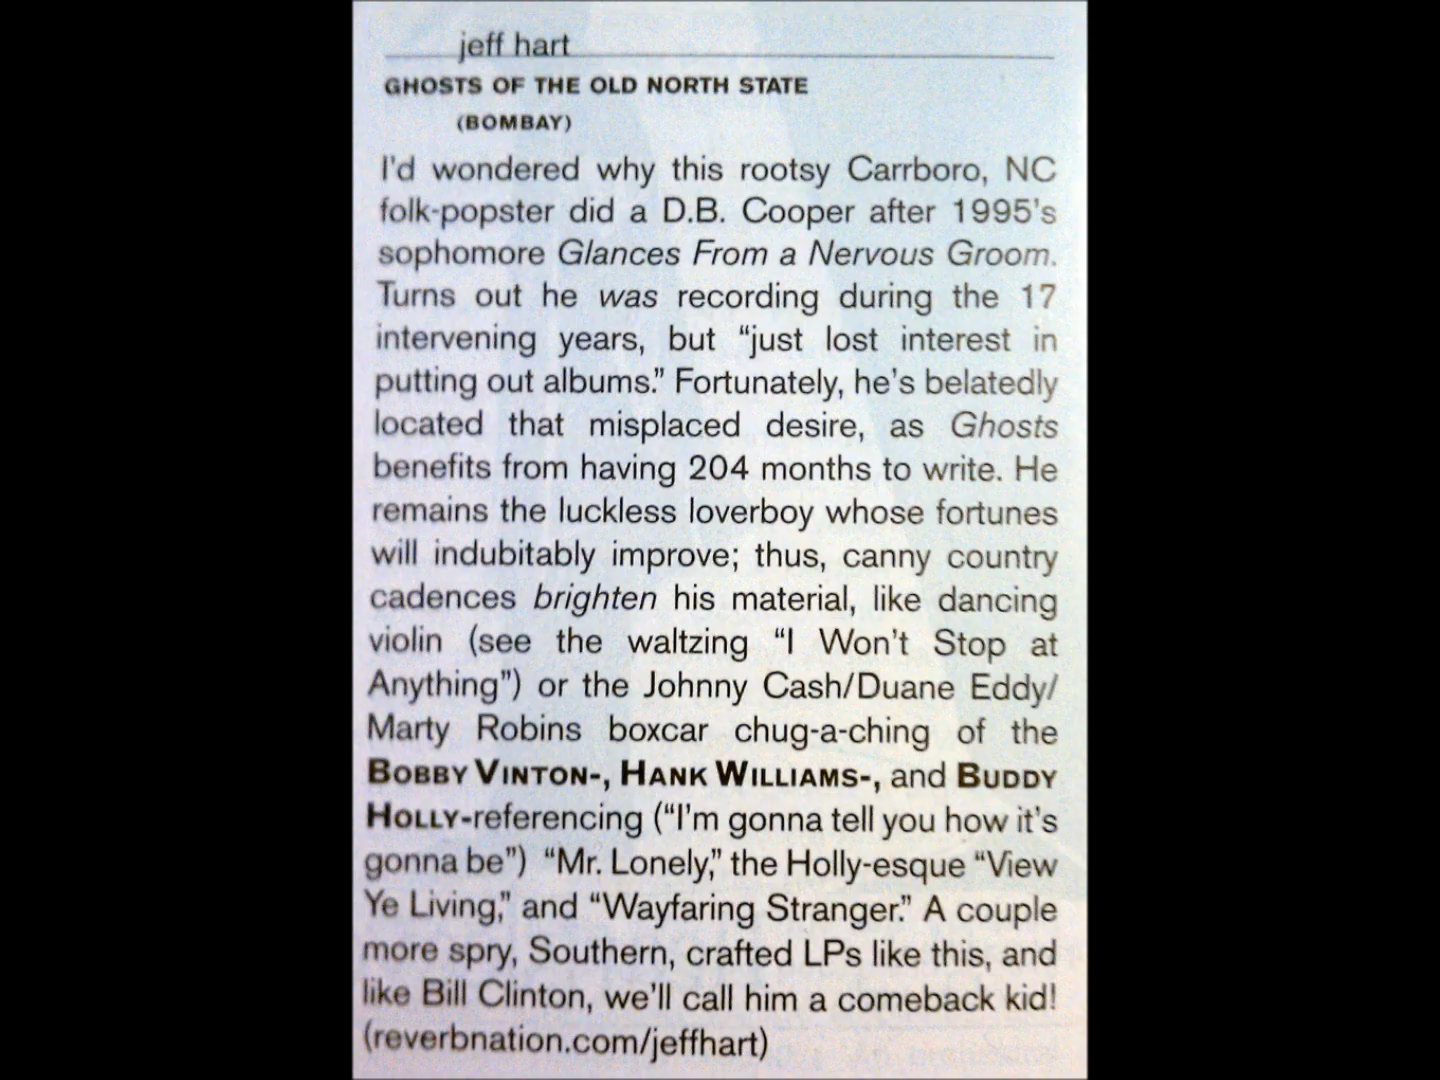 jeff hart
GHOSTS OF THE OLD NORTH STATE
(BOMBAY)
I'd wondered why this rootsy Carrboro, NC
folk-popster did a D.B. Cooper after 1995's
sophomore Glances From a Nervous Groom.
Turns out he was recording during the 17
intervening years, but “just lost interest in
putting out albums.” Fortunately, he's belatedly
located that misplaced desire, as Ghosts
benefits from having 204 months to write. He
remains the luckless loverboy whose fortunes
will indubitably improve; thus, canny country
cadences brighten his material, like dancing
violin (see the waltzing “I Won't Stop at
Anything”) or the Johnny Cash/Duane Eddy/
Marty Robins boxcar chug-a-ching of the
BOBBY VINTON-, HANK WILLIAMS-, and BUDDY
HOLLY-referencing (“I'm gonna tell you how it's
gonna be”) “Mr. Lonely,” the Holly-esque “View
Ye Living,” and “Wayfaring Stranger.” A couple
more spry, Southern, crafted LPs like this, and
like Bill Clinton, we'll call him a comeback kid!
(reverbnation.com/jeffhart)